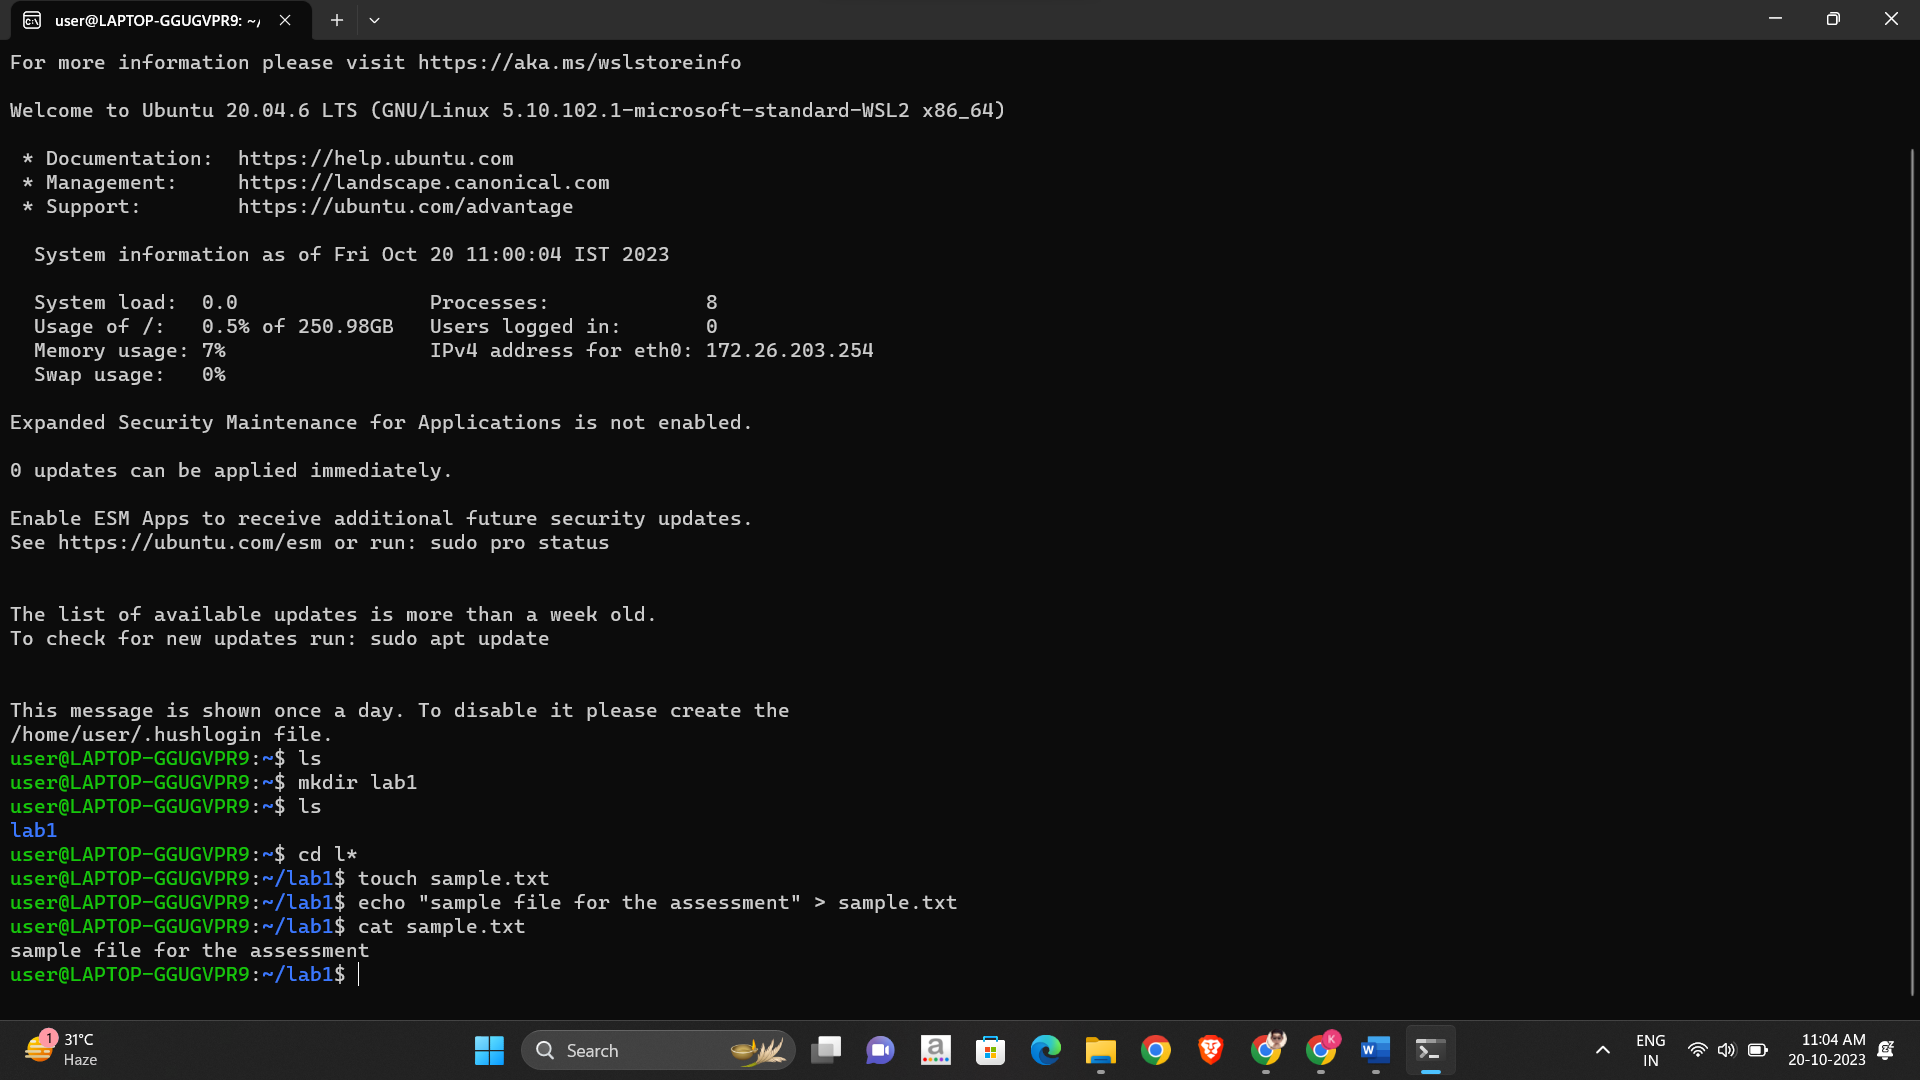 user@LAPTOP-GGUGVPR9: ~/
For more information please visit https://aka.ms/wslstoreinfo
Welcome to Ubuntu 20.04.6 LTS (GNU/Linux 5.10.102.1-microsoft-standard-WSL2 x86_64)
* Documentation:  https://help.ubuntu.com
* Management:     https://landscape.canonical.com
* Support:        https://ubuntu.com/advantage
System information as of Fri Oct 20 11:00:04 IST 2023
System load:  0.0                Processes:             8
Usage of /:   0.5% of 250.98GB   Users logged in:       0
Memory usage: 7%                 IPv4 address for eth0: 172.26.203.254
Swap usage:   0%
Expanded Security Maintenance for Applications is not enabled.
0 updates can be applied immediately.
Enable ESM Apps to receive additional future security updates.
See https://ubuntu.com/esm or run: sudo pro status
The list of available updates is more than a week old.
To check for new updates run: sudo apt update
This message is shown once a day. To disable it please create the
/home/user/.hushlogin file.
user@LAPTOP-GGUGVPR9:~$ ls
user@LAPTOP-GGUGVPR9:~$ mkdir lab1
user@LAPTOP-GGUGVPR9:~$ ls
lab1
user@LAPTOP-GGUGVPR9:~$ cd l*
user@LAPTOP-GGUGVPR9:~/lab1$ touch sample.txt
user@LAPTOP-GGUGVPR9:~/lab1$ echo "sample file for the assessment" > sample.txt
user@LAPTOP-GGUGVPR9:~/lab1$ cat sample.txt
sample file for the assessment
user@LAPTOP-GGUGVPR9:~/lab1$
1
31°C
Haze
Search
a
K
W
ENG
IN
11:04 AM
20-10-2023